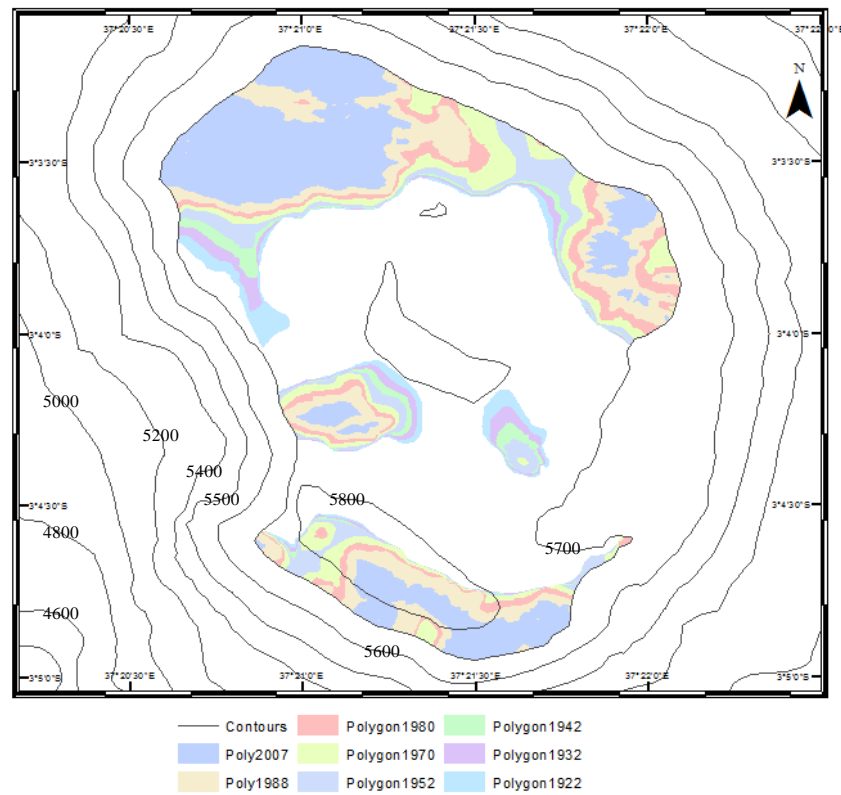 37°20'30"E 37°21'0"E 37°21'30"E 37°22'0"E
N
3°3'30"S 3°3'30"S
3°4'0"S 3°4'0"S
5000
5200
5400
5500 5800
3°4'30"S 3°4'30"S
4800 5700
4600
5600
3°5'0"S 3°5'0"S
37°20'30"E 37°21'0"E 37°21'30"E 37°22'0"E
Contours Polygon1980 Polygon1942
Poly2007 Polygon1970 Polygon1932
Poly1988 Polygon1952 Polygon1922